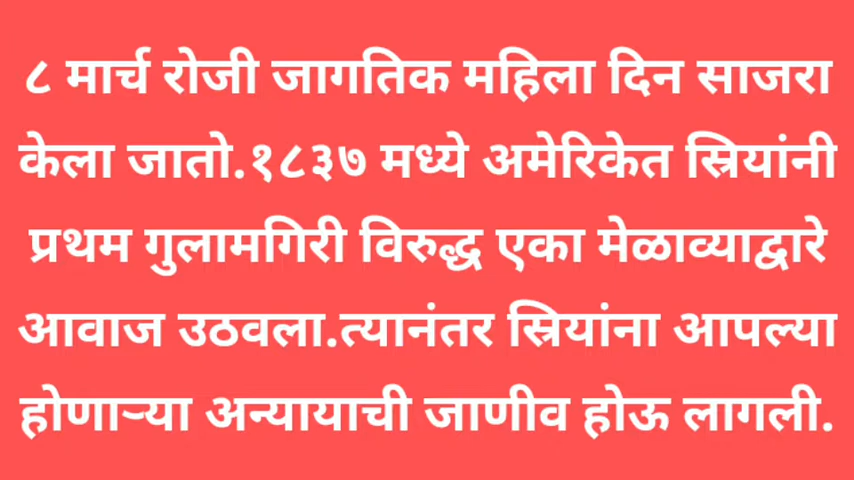 ८ मार्च रोजी जागतिक महिला दिन साजरा
केला जातो.१८३७ मध्ये अमेरिकेत स्रियांनी
प्रथम गुलामगिरी विरुद्ध एका मेळाव्याद्वारे
आवाज उठवला.त्यानंतर स्रियांना आपल्या
होणाऱ्या अन्यायाची जाणीव होऊ लागली.